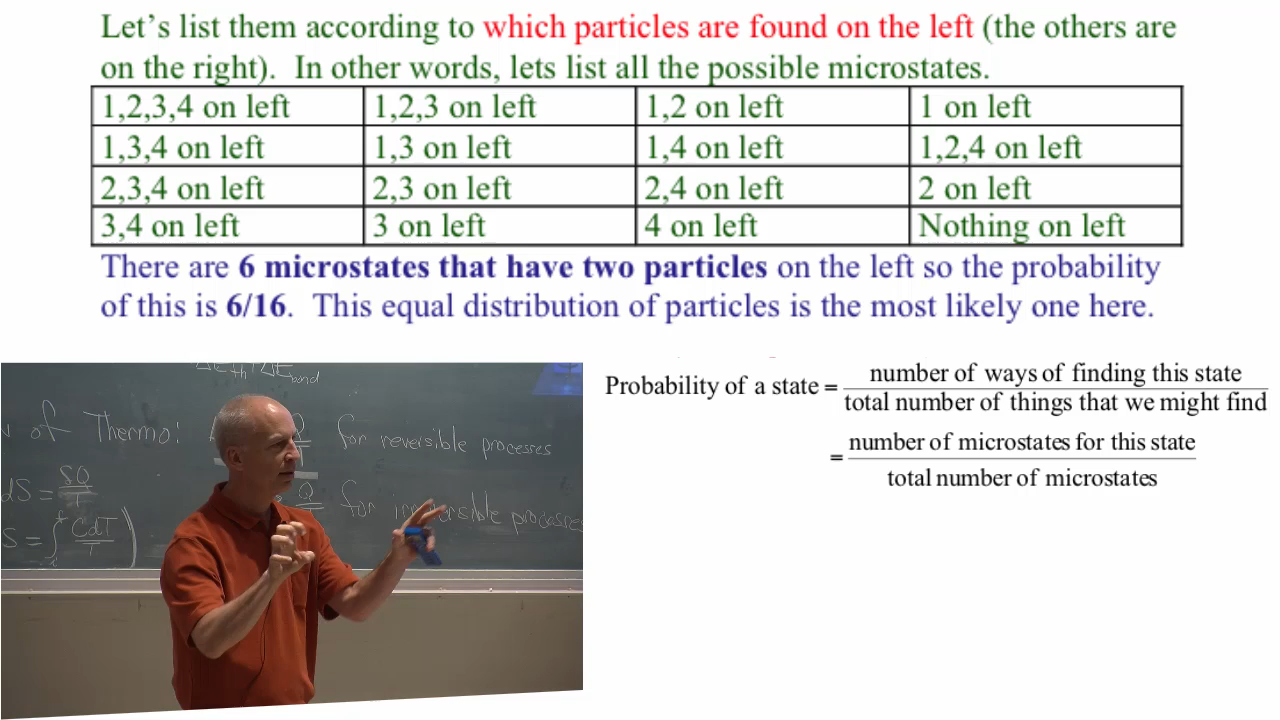 Let's list them according to which particles are found on the left (the others are
on the right). In other words, lets list all the possible microstates.
1,2,3,4 on left 1,2,3 on left 1,2 on left 1 on left
1,3,4 on left 1,3 on left 1,4 on left 1,2,4 on left
2,3,4 on left 2,3 on left 2,4 on left 2 on left
3,4 on left 3 on left 4 on left Nothing on left
There are 6 microstates that have two particles on the left so the probability
of this is 6/16. This equal distribution of particles is the most likely one here.
Probability of a state = number of ways of finding this state
total number of things that we might find
= number of microstates for this state
total number of microstates
of Thermo:
for reversible processes
dS = δQ/T
for processes
S = ∫ CdT/T